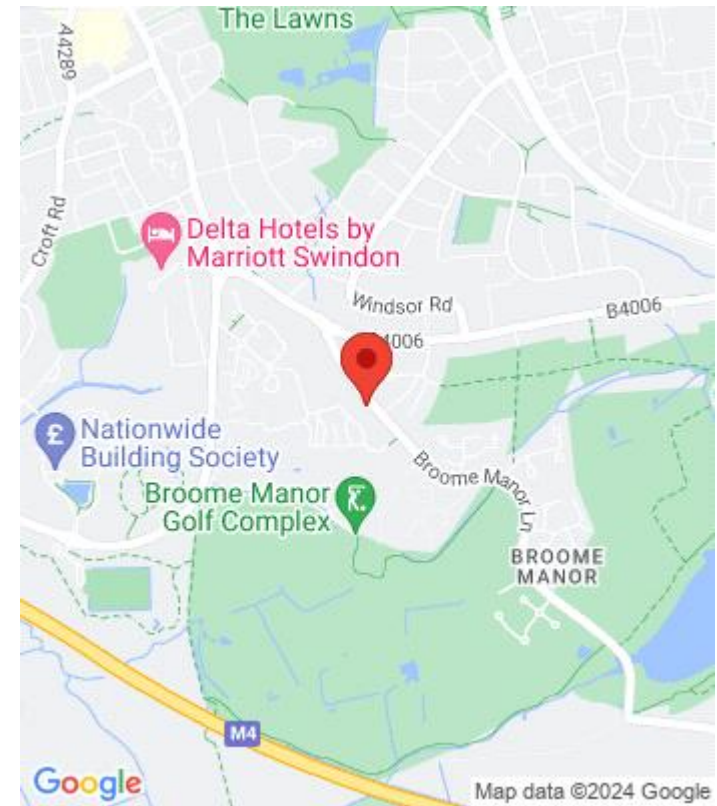 The Lawns
A4289
Croft Rd
Delta Hotels by
Marriott Swindon
Windsor Rd
B4006
4006
Nationwide
Building Society
Broome Manor
Golf Complex
Broome Manor Ln
BROOME
MANOR
M4
Google
Map data ©2024 Google